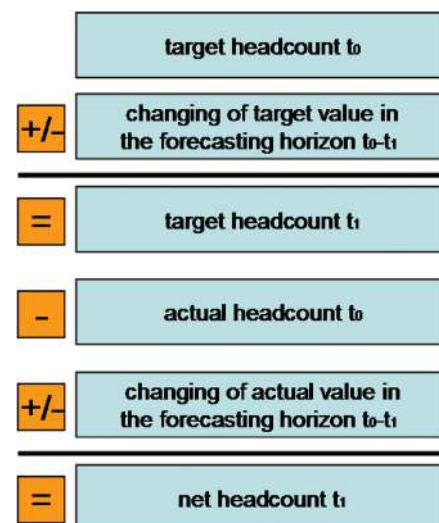 target headcount t₀
+/-
changing of target value in
the forecasting horizon t₀-t₁
=
target headcount t₁
-
actual headcount t₀
+/-
changing of actual value in
the forecasting horizon t₀-t₁
=
net headcount t₁